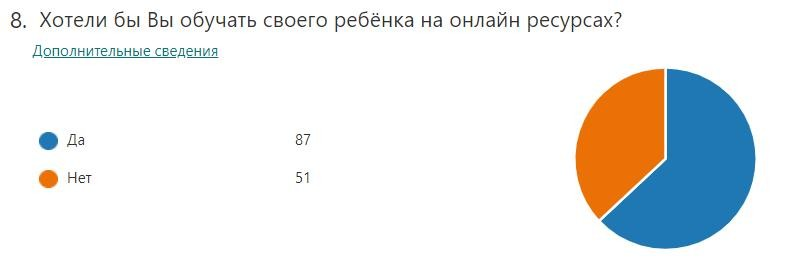 8. Хотели бы Вы обучать своего ребёнка на онлайн ресурсах?
Дополнительные сведения
Да 87
Нет 51